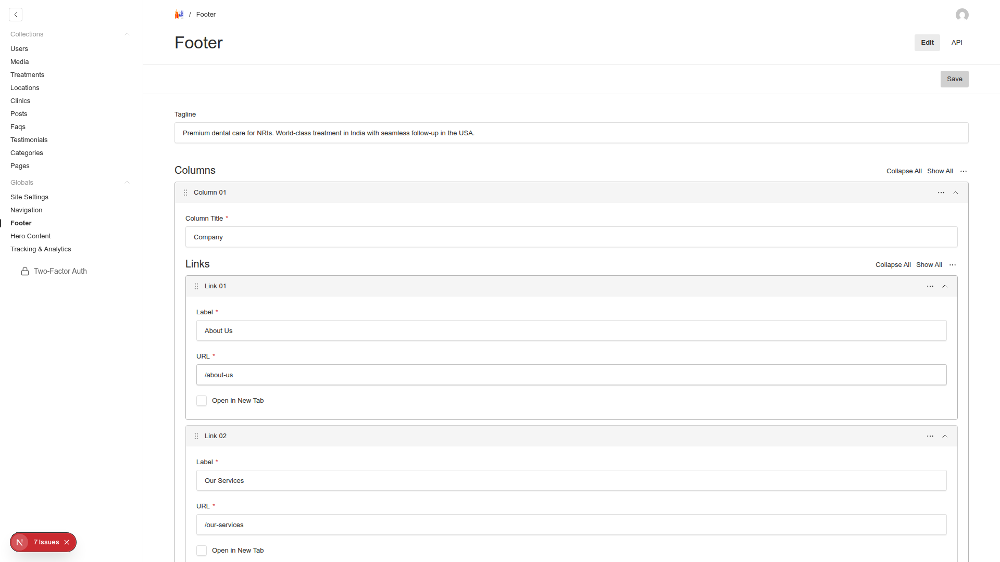 Collections
Users
Media
Treatments
Locations
Clinics
Posts
Faqs
Testimonials
Categories
Pages
Globals
Site Settings
Navigation
Footer
Hero Content
Tracking & Analytics
Two-Factor Auth
7 Issues
/ Footer
Footer
Edit API
Save
Tagline
Premium dental care for NRIs. World-class treatment in India with seamless follow-up in the USA.
Columns
Collapse All Show All
Column 01
Column Title *
Company
Links
Collapse All Show All
Link 01
Label *
About Us
URL *
/about-us
Open in New Tab
Link 02
Label *
Our Services
URL *
/our-services
Open in New Tab